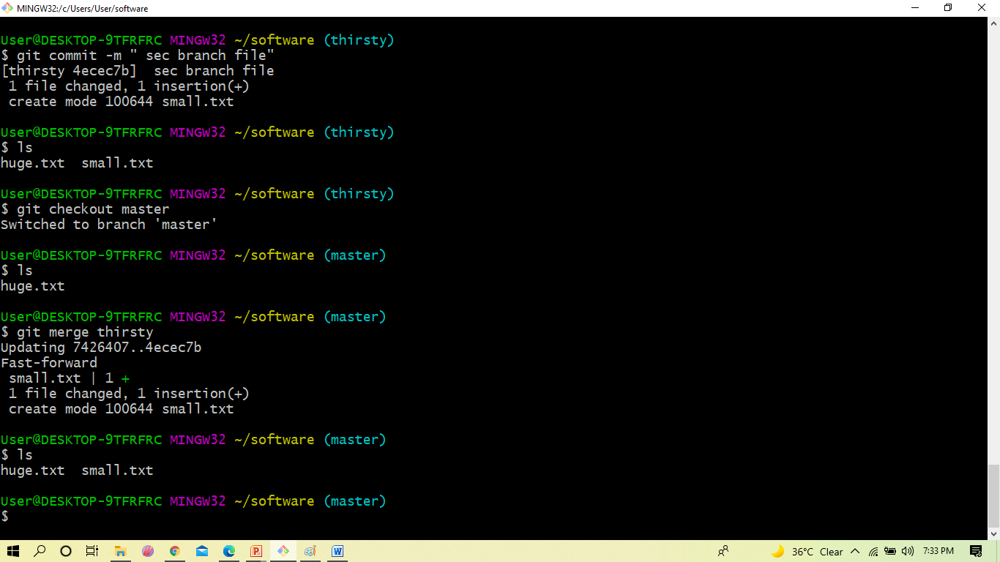 MINGW32:/c/Users/User/software
User@DESKTOP-9TFRFRC MINGW32 ~/software (thirsty)
$ git commit -m " sec branch file"
[thirsty 4ecec7b]  sec branch file
 1 file changed, 1 insertion(+)
 create mode 100644 small.txt
User@DESKTOP-9TFRFRC MINGW32 ~/software (thirsty)
$ ls
huge.txt  small.txt
User@DESKTOP-9TFRFRC MINGW32 ~/software (thirsty)
$ git checkout master
Switched to branch 'master'
User@DESKTOP-9TFRFRC MINGW32 ~/software (master)
$ ls
huge.txt
User@DESKTOP-9TFRFRC MINGW32 ~/software (master)
$ git merge thirsty
Updating 7426407..4ecec7b
Fast-forward
 small.txt | 1 +
 1 file changed, 1 insertion(+)
 create mode 100644 small.txt
User@DESKTOP-9TFRFRC MINGW32 ~/software (master)
$ ls
huge.txt  small.txt
User@DESKTOP-9TFRFRC MINGW32 ~/software (master)
$
36°C Clear 7:33 PM